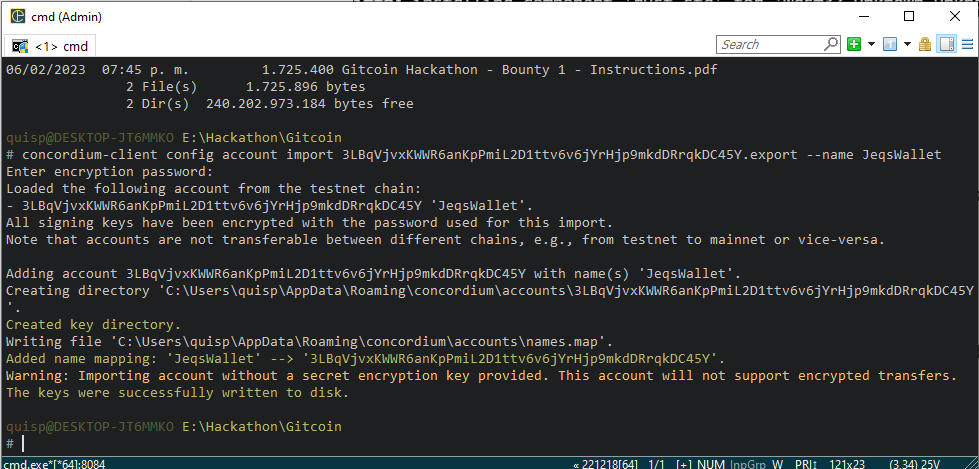 cmd (Admin)
<1> cmd
Search
06/02/2023  07:45 p. m.         1.725.400 Gitcoin Hackathon - Bounty 1 - Instructions.pdf
               2 File(s)      1.725.896 bytes
               2 Dir(s)  240.202.973.184 bytes free
quisp@DESKTOP-JT6MMKO E:\Hackathon\Gitcoin
# concordium-client config account import 3LBqVjvxKWWR6anKpPmiL2D1ttv6v6jYrHjp9mkdDRrqkDC45Y.export --name JeqsWallet
Enter encryption password:
Loaded the following account from the testnet chain:
- 3LBqVjvxKWWR6anKpPmiL2D1ttv6v6jYrHjp9mkdDRrqkDC45Y 'JeqsWallet'.
All signing keys have been encrypted with the password used for this import.
Note that accounts are not transferable between different chains, e.g., from testnet to mainnet or vice-versa.
Adding account 3LBqVjvxKWWR6anKpPmiL2D1ttv6v6jYrHjp9mkdDRrqkDC45Y with name(s) 'JeqsWallet'.
Creating directory 'C:\Users\quisp\AppData\Roaming\concordium\accounts\3LBqVjvxKWWR6anKpPmiL2D1ttv6v6jYrHjp9mkdDRrqkDC45Y
'.
Created key directory.
Writing file 'C:\Users\quisp\AppData\Roaming\concordium\accounts\names.map'.
Added name mapping: 'JeqsWallet' --> '3LBqVjvxKWWR6anKpPmiL2D1ttv6v6jYrHjp9mkdDRrqkDC45Y'.
Warning: Importing account without a secret encryption key provided. This account will not support encrypted transfers.
The keys were successfully written to disk.
quisp@DESKTOP-JT6MMKO E:\Hackathon\Gitcoin
#
cmd.exe*[*64]:8084 « 221218[64] 1/1 [+] NUM InpGrp W PRI↕ 121x23 (3,34) 25V